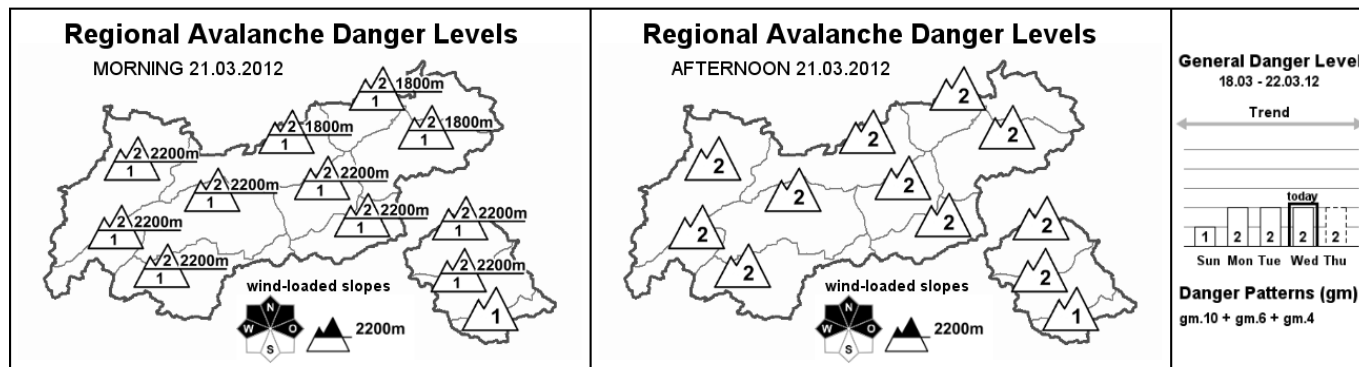 Regional Avalanche Danger Levels
MORNING 21.03.2012
2 1800m
1
2 1800m
1
2 1800m
1
2 2200m
1
2 2200m
1
2 2200m
1
2 2200m
1
2 2200m
1
2 2200m
1
2 2200m
1
2 2200m
1
1
wind-loaded slopes
N
W O
S
2200m
Regional Avalanche Danger Levels
AFTERNOON 21.03.2012
2
2
2
2
2
2
2
2
2
2
2
1
wind-loaded slopes
N
W O
S
2200m
General Danger Level
18.03 - 22.03.12
Trend
today
1 2 2 2 2
Sun Mon Tue Wed Thu
Danger Patterns (gm)
gm.10 + gm.6 + gm.4